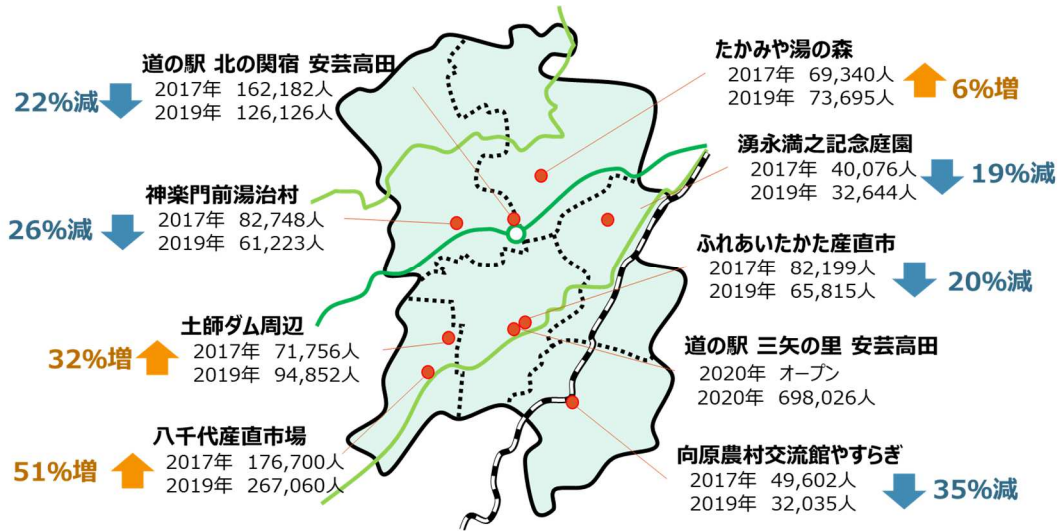 道の駅 北の関宿 安芸高田
2017年 162,182人
2019年 126,126人
22%減
神楽門前湯治村
2017年 82,748人
2019年 61,223人
26%減
土師ダム周辺
2017年 71,756人
2019年 94,852人
32%増
八千代産直市場
2017年 176,700人
2019年 267,060人
51%増
たかみや湯の森
2017年 69,340人
2019年 73,695人
6%増
湧永満之記念庭園
2017年 40,076人
2019年 32,644人
19%減
ふれあいたかた産直市
2017年 82,199人
2019年 65,815人
20%減
道の駅 三矢の里 安芸高田
2020年 オープン
2020年 698,026人
向原農村交流館やすらぎ
2017年 49,602人
2019年 32,035人
35%減